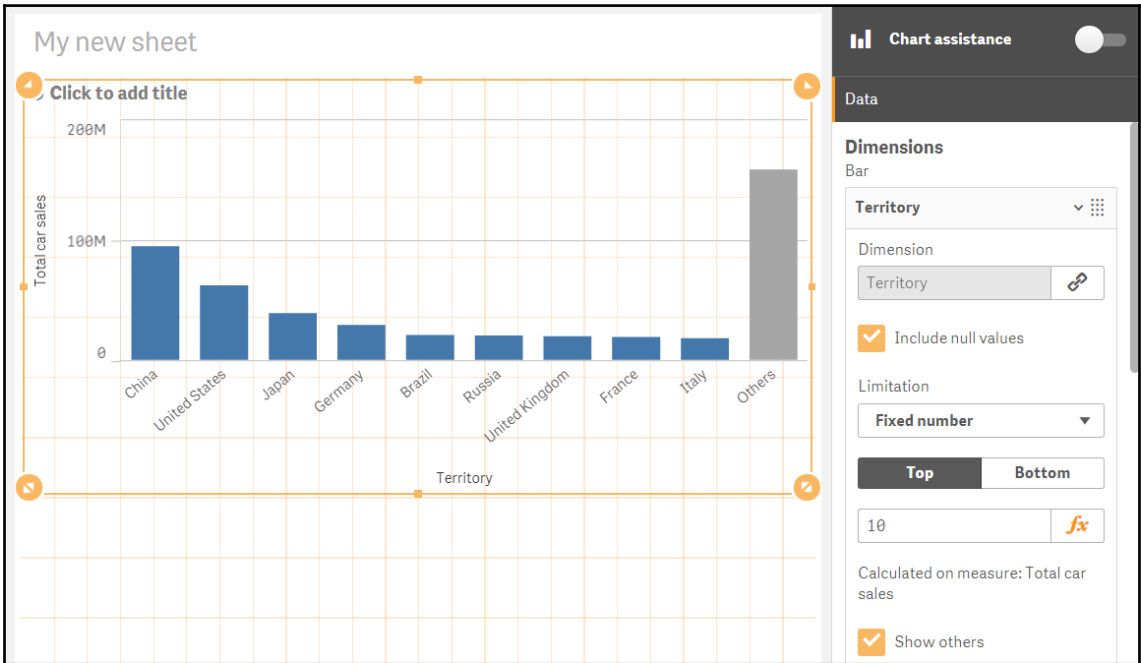 My new sheet
Click to add title
200M
100M
0
Total car sales
China
United States
Japan
Germany
Brazil
Russia
United Kingdom
France
Italy
Others
Territory
Chart assistance
Data
Dimensions
Bar
Territory
Dimension
Territory
Include null values
Limitation
Fixed number
Top Bottom
10 fx
Calculated on measure: Total car
sales
Show others